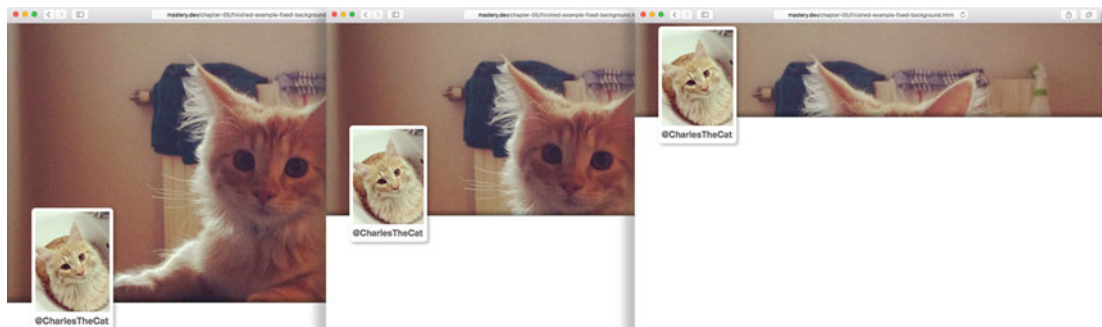 mastery.dev/chapter-05/finished-example-fixed-background
mastery.dev/chapter-05/finished-example-fixed-background.h
mastery.dev/chapter-05/finished-example-fixed-background.html
@CharlesTheCat
@CharlesTheCat
@CharlesTheCat